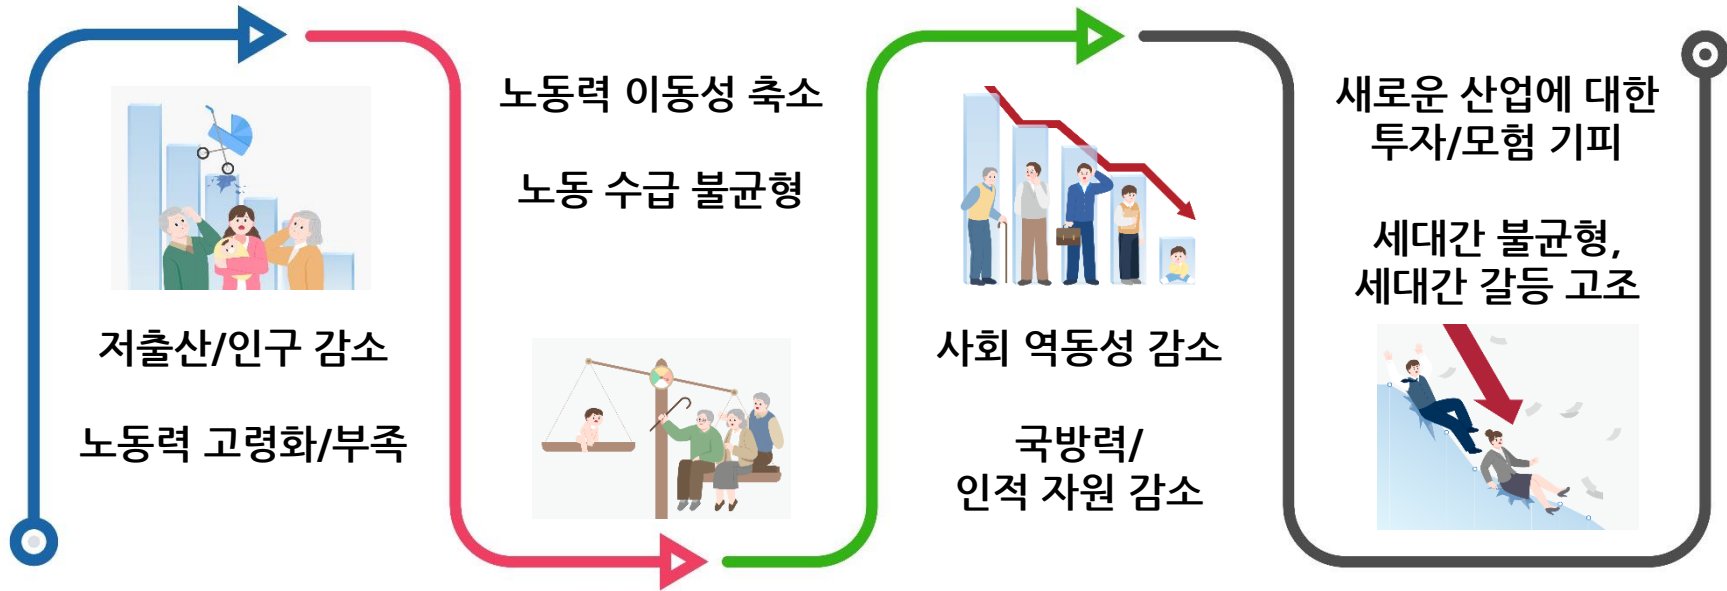 저출산/인구 감소
노동력 고령화/부족
노동력 이동성 축소
노동 수급 불균형
사회 역동성 감소
국방력/
인적 자원 감소
새로운 산업에 대한
투자/모험 기피
세대간 불균형,
세대간 갈등 고조